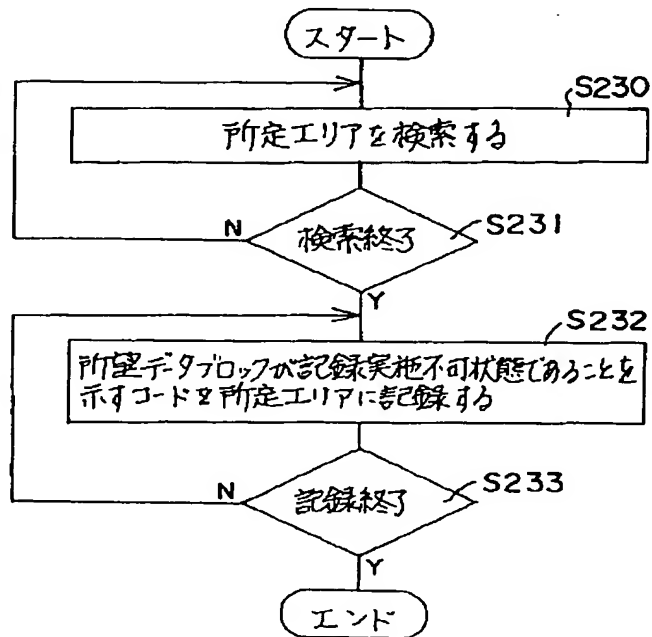 スタート
S230
所定エリアを検索する
N
検索終了
S231
Y
S232
所望データブロックが記録実施不可状態であることを
示すコードを所定エリアに記録する
N
記録終了
S233
Y
エンド